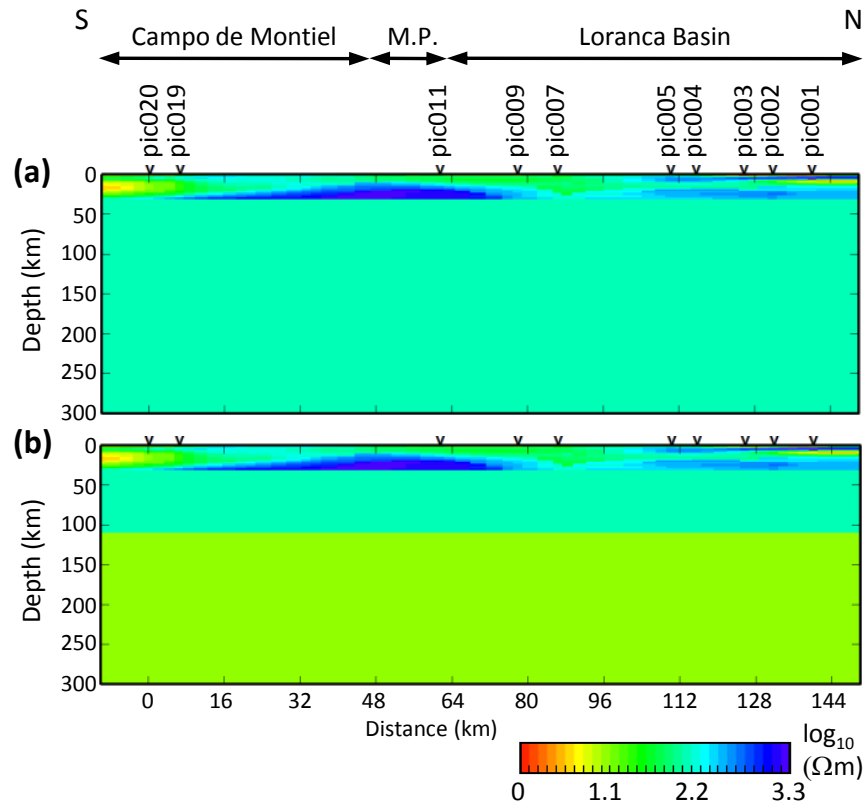 S N
Campo de Montiel M.P. Loranca Basin
pic020 pic019 pic011 pic009 pic007 pic005 pic004 pic003 pic002 pic001
(a)
0
50
100
150
200
250
300
Depth (km)
(b)
0
50
100
150
200
250
300
Depth (km)
0 16 32 48 64 80 96 112 128 144
Distance (km)
log₁₀
(Ωm)
0 1.1 2.2 3.3